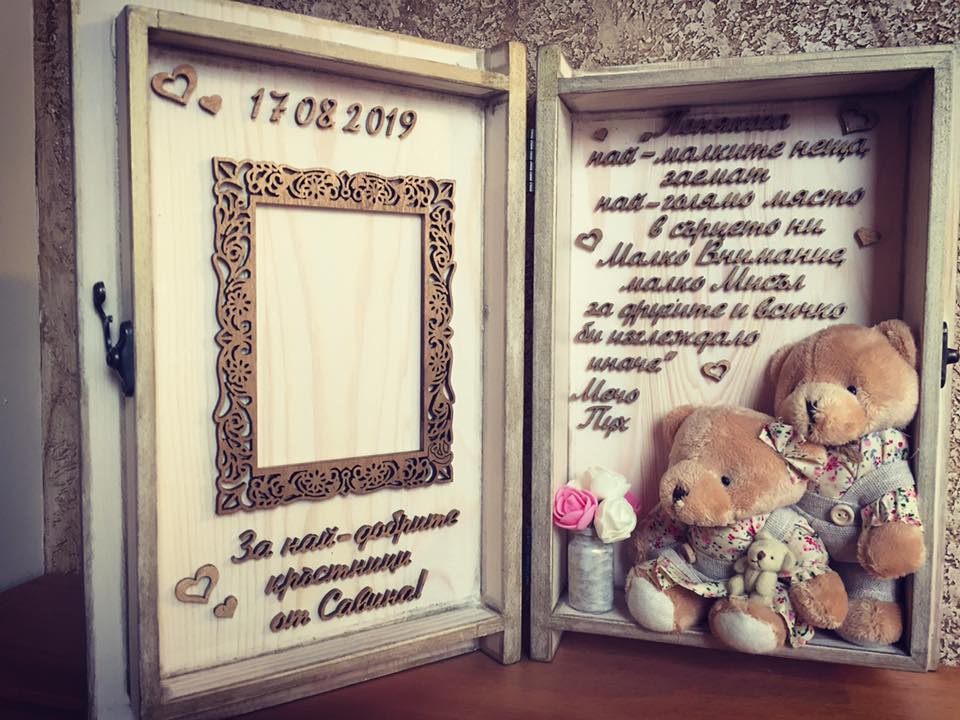 17 08 2019
За най-добрите
кръстници
от Савина!
„Понякога
най-малките неща,
заемат
най-голямо място
в сърцето ни.
Малко Внимание,
малко Мисъл
за другите и всичко
би изглеждало
иначе"
Мечо
Пух